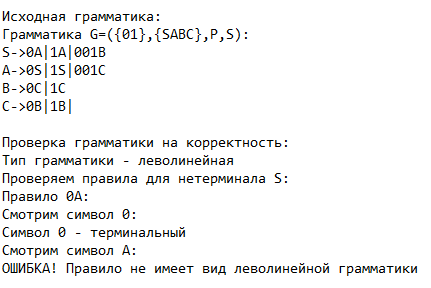 Исходная грамматика:
Грамматика G=({01},{SABC},P,S):
S->0A|1A|001B
A->0S|1S|001C
B->0C|1C
C->0B|1B|
Проверка грамматики на корректность:
Тип грамматики - леволинейная
Проверяем правила для нетерминала S:
Правило 0A:
Смотрим символ 0:
Символ 0 - терминальный
Смотрим символ A:
ОШИБКА! Правило не имеет вид леволинейной грамматики